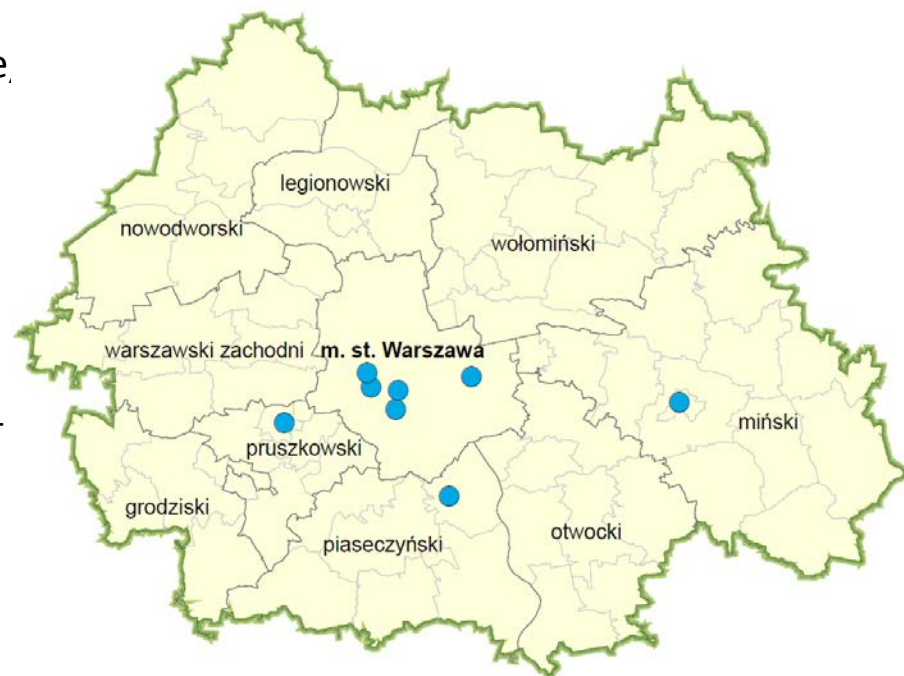 e,
legionowski
nowodworski
wołomiński
warszawski zachodni
m. st. Warszawa
miński
pruszkowski
grodziski
otwocki
piaseczyński